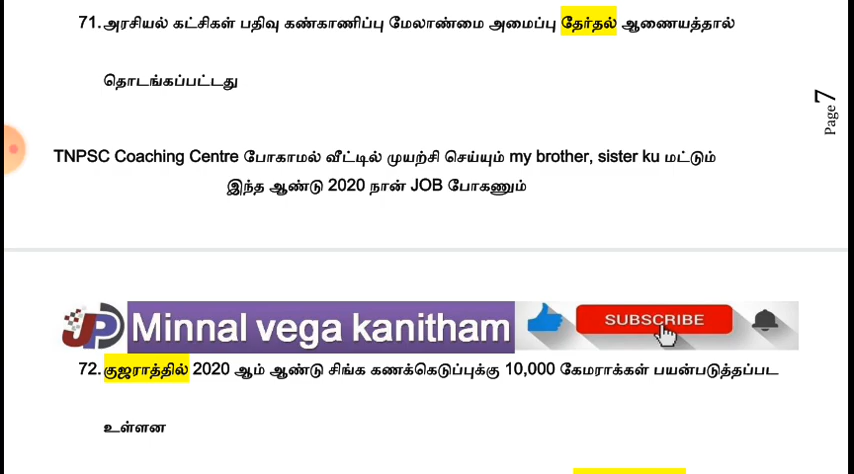 71. அரசியல் கட்சிகள் பதிவு கண்காணிப்பு மேலாண்மை அமைப்பு தேர்தல் ஆணையத்தால்
தொடங்கப்பட்டது
Page 7
TNPSC Coaching Centre போகாமல் வீட்டில் முயற்சி செய்யும் my brother, sister ku மட்டும்
இந்த ஆண்டு 2020 நான் JOB போகணும்
JP Minnal vega kanitham SUBSCRIBE
72. குஜராத்தில் 2020 ஆம் ஆண்டு சிங்க கணக்கெடுப்புக்கு 10,000 கேமராக்கள் பயன்படுத்தப்பட
உள்ளன